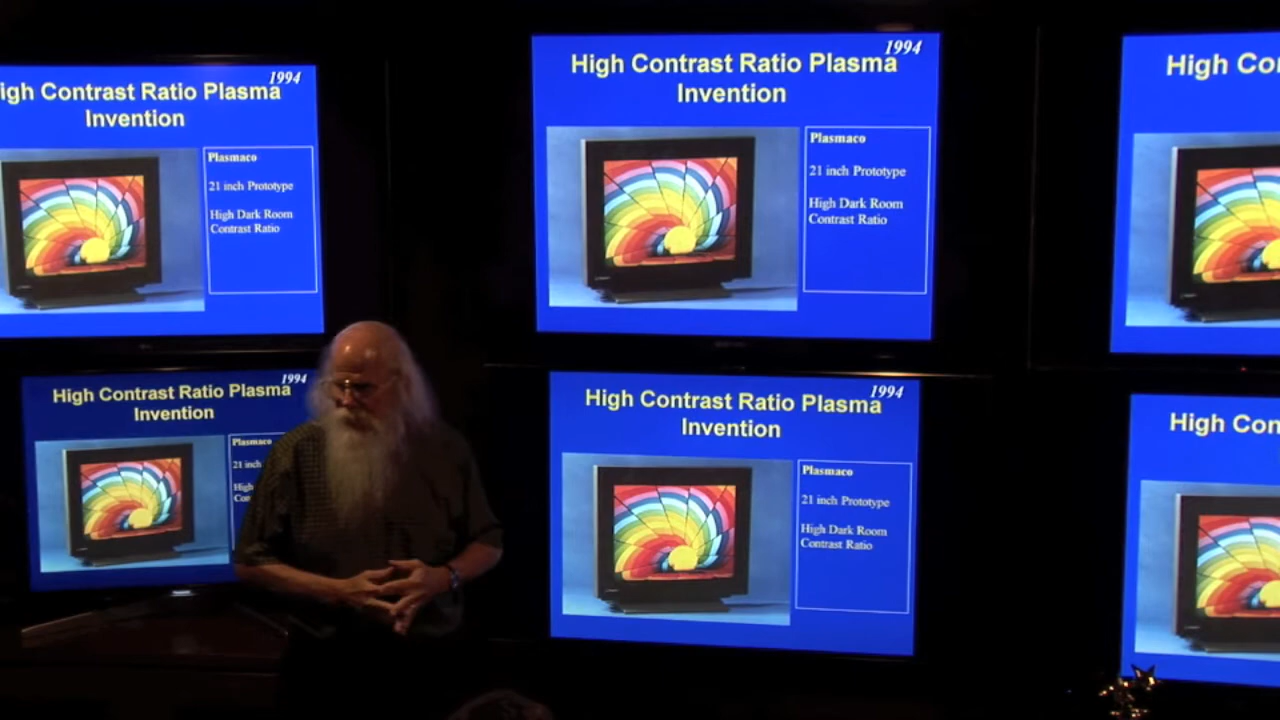 1994
igh Contrast Ratio Plasma
Invention
Plasmaco
21 inch Prototype
High Dark Room
Contrast Ratio
1994
High Contrast Ratio Plasma
Invention
Plasmaco
21 inch Prototype
High Dark Room
Contrast Ratio
High Co
1994
High Contrast Ratio Plasma
Invention
Plasmaco
21 inch
High
Con
1994
High Contrast Ratio Plasma
Invention
Plasmaco
21 inch Prototype
High Dark Room
Contrast Ratio
High Con